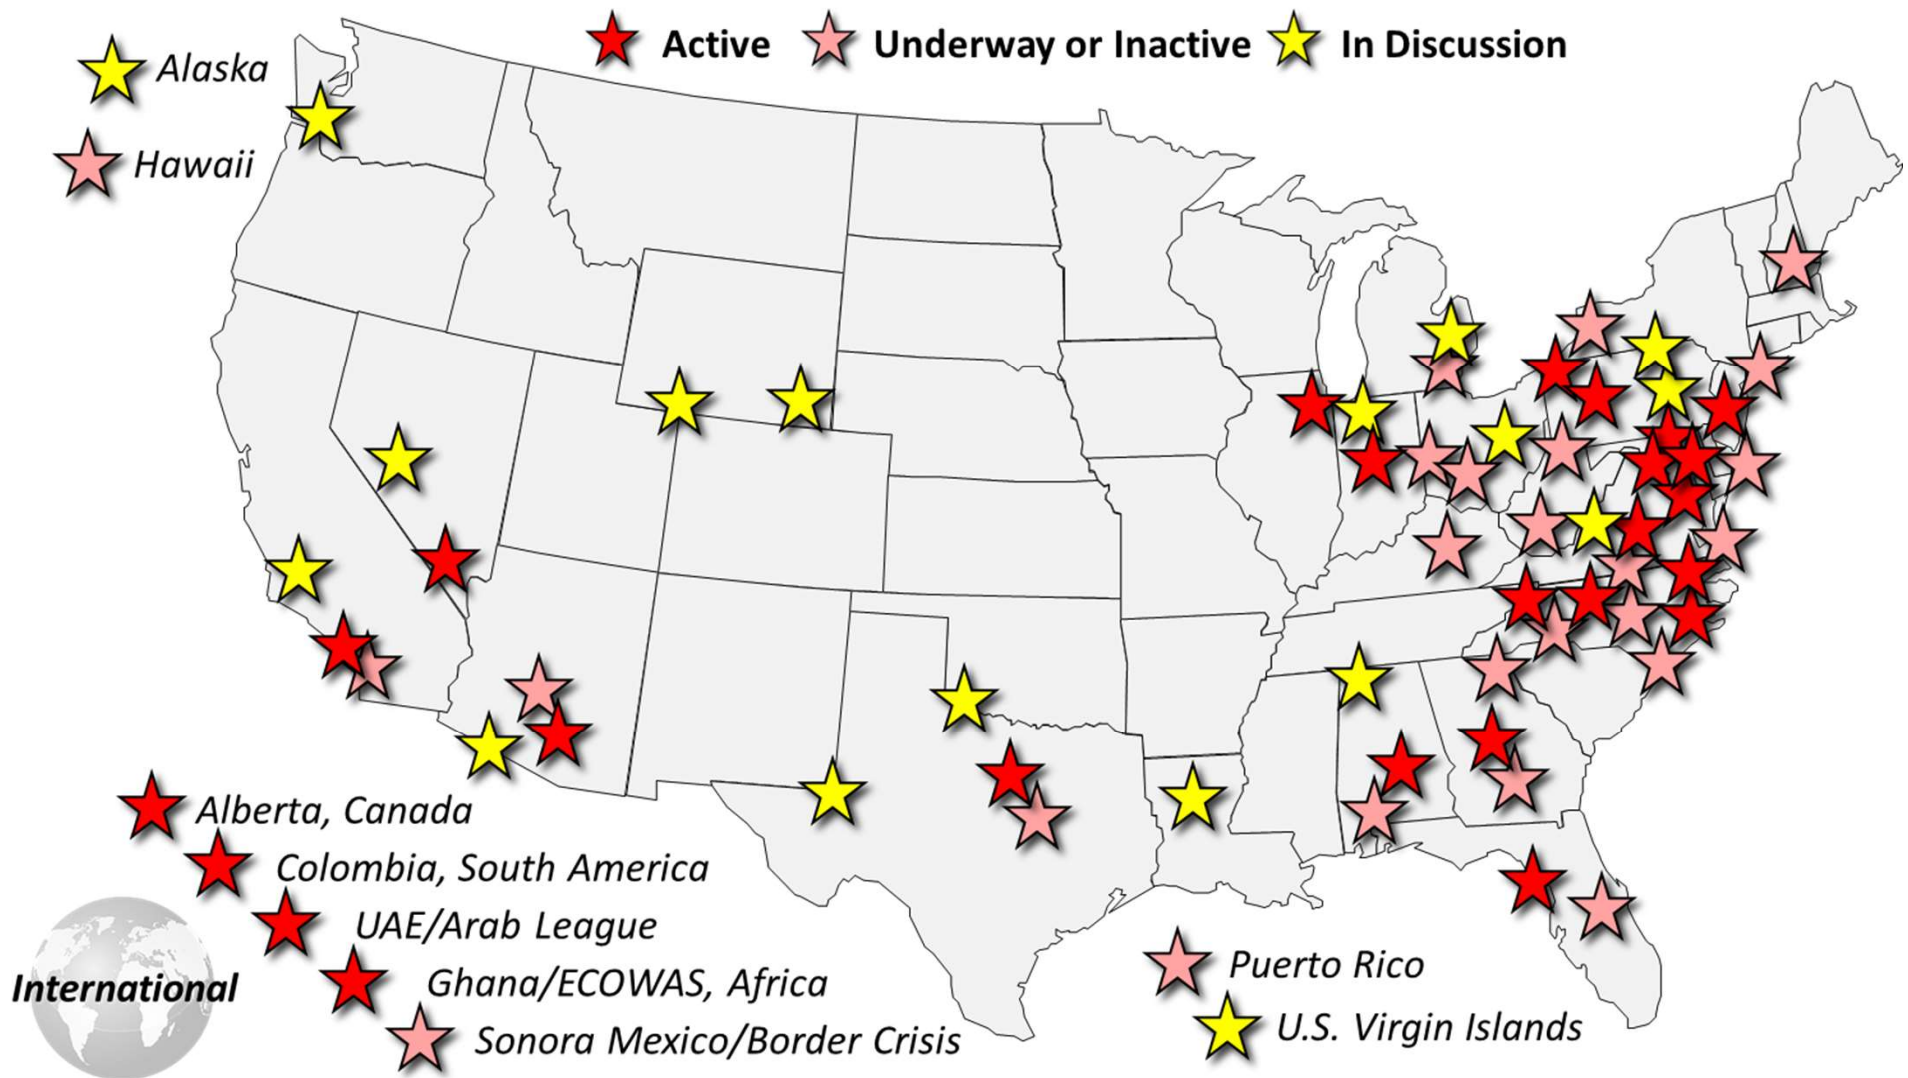 Active
Underway or Inactive
In Discussion
Alaska
Hawaii
Alberta, Canada
Colombia, South America
UAE/Arab League
Ghana/ECOWAS, Africa
Sonora Mexico/Border Crisis
International
Puerto Rico
U.S. Virgin Islands